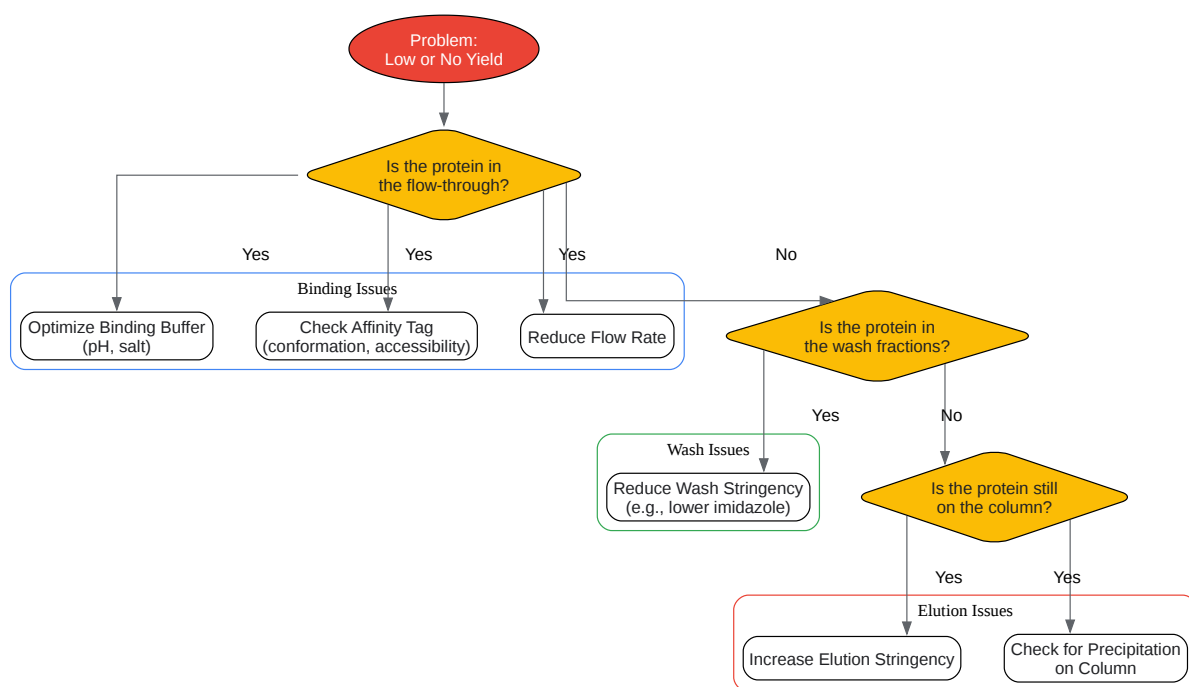 Problem:
Low or No Yield
Is the protein in
the flow-through?
Yes
Yes
Yes
No
Binding Issues
Optimize Binding Buffer
(pH, salt)
Check Affinity Tag
(conformation, accessibility)
Reduce Flow Rate
Is the protein in
the wash fractions?
Yes
No
Wash Issues
Reduce Wash Stringency
(e.g., lower imidazole)
Is the protein still
on the column?
Yes
Yes
Elution Issues
Increase Elution Stringency
Check for Precipitation
on Column